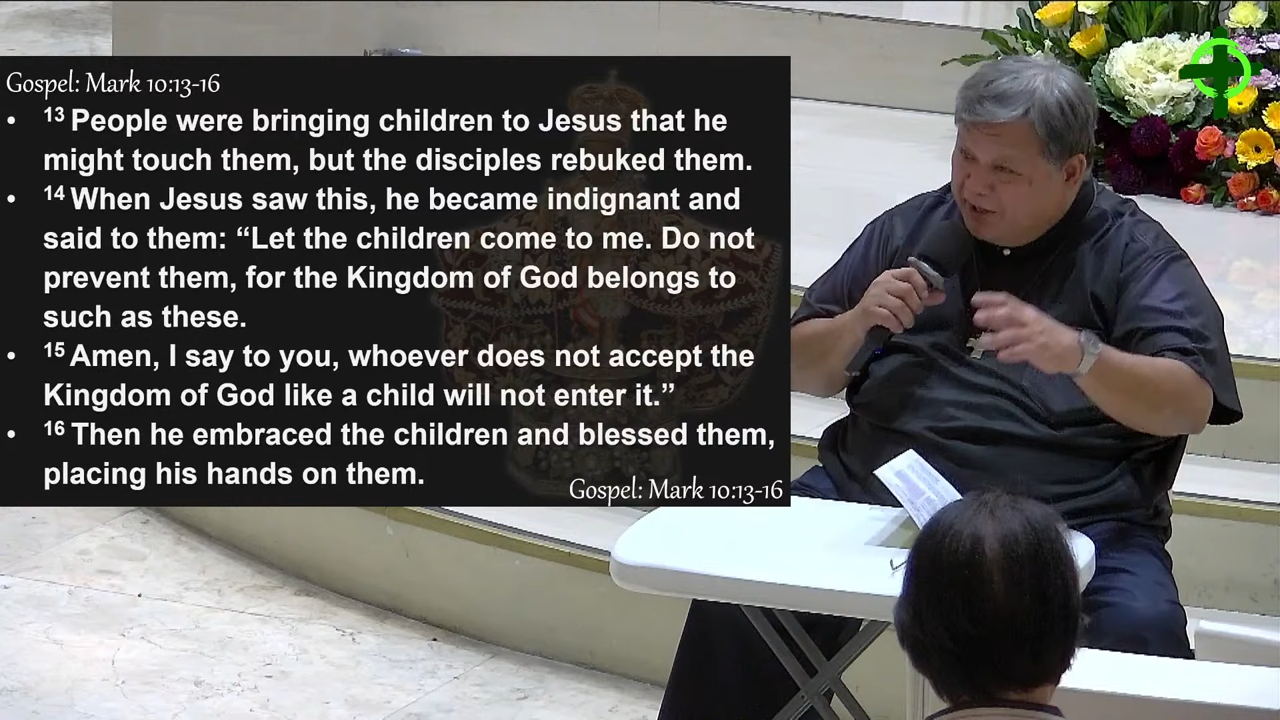 Gospel: Mark 10:13-16
• ¹³ People were bringing children to Jesus that he
might touch them, but the disciples rebuked them.
• ¹⁴ When Jesus saw this, he became indignant and
said to them: “Let the children come to me. Do not
prevent them, for the Kingdom of God belongs to
such as these.
• ¹⁵ Amen, I say to you, whoever does not accept the
Kingdom of God like a child will not enter it.”
• ¹⁶ Then he embraced the children and blessed them,
placing his hands on them.
Gospel: Mark 10:13-16